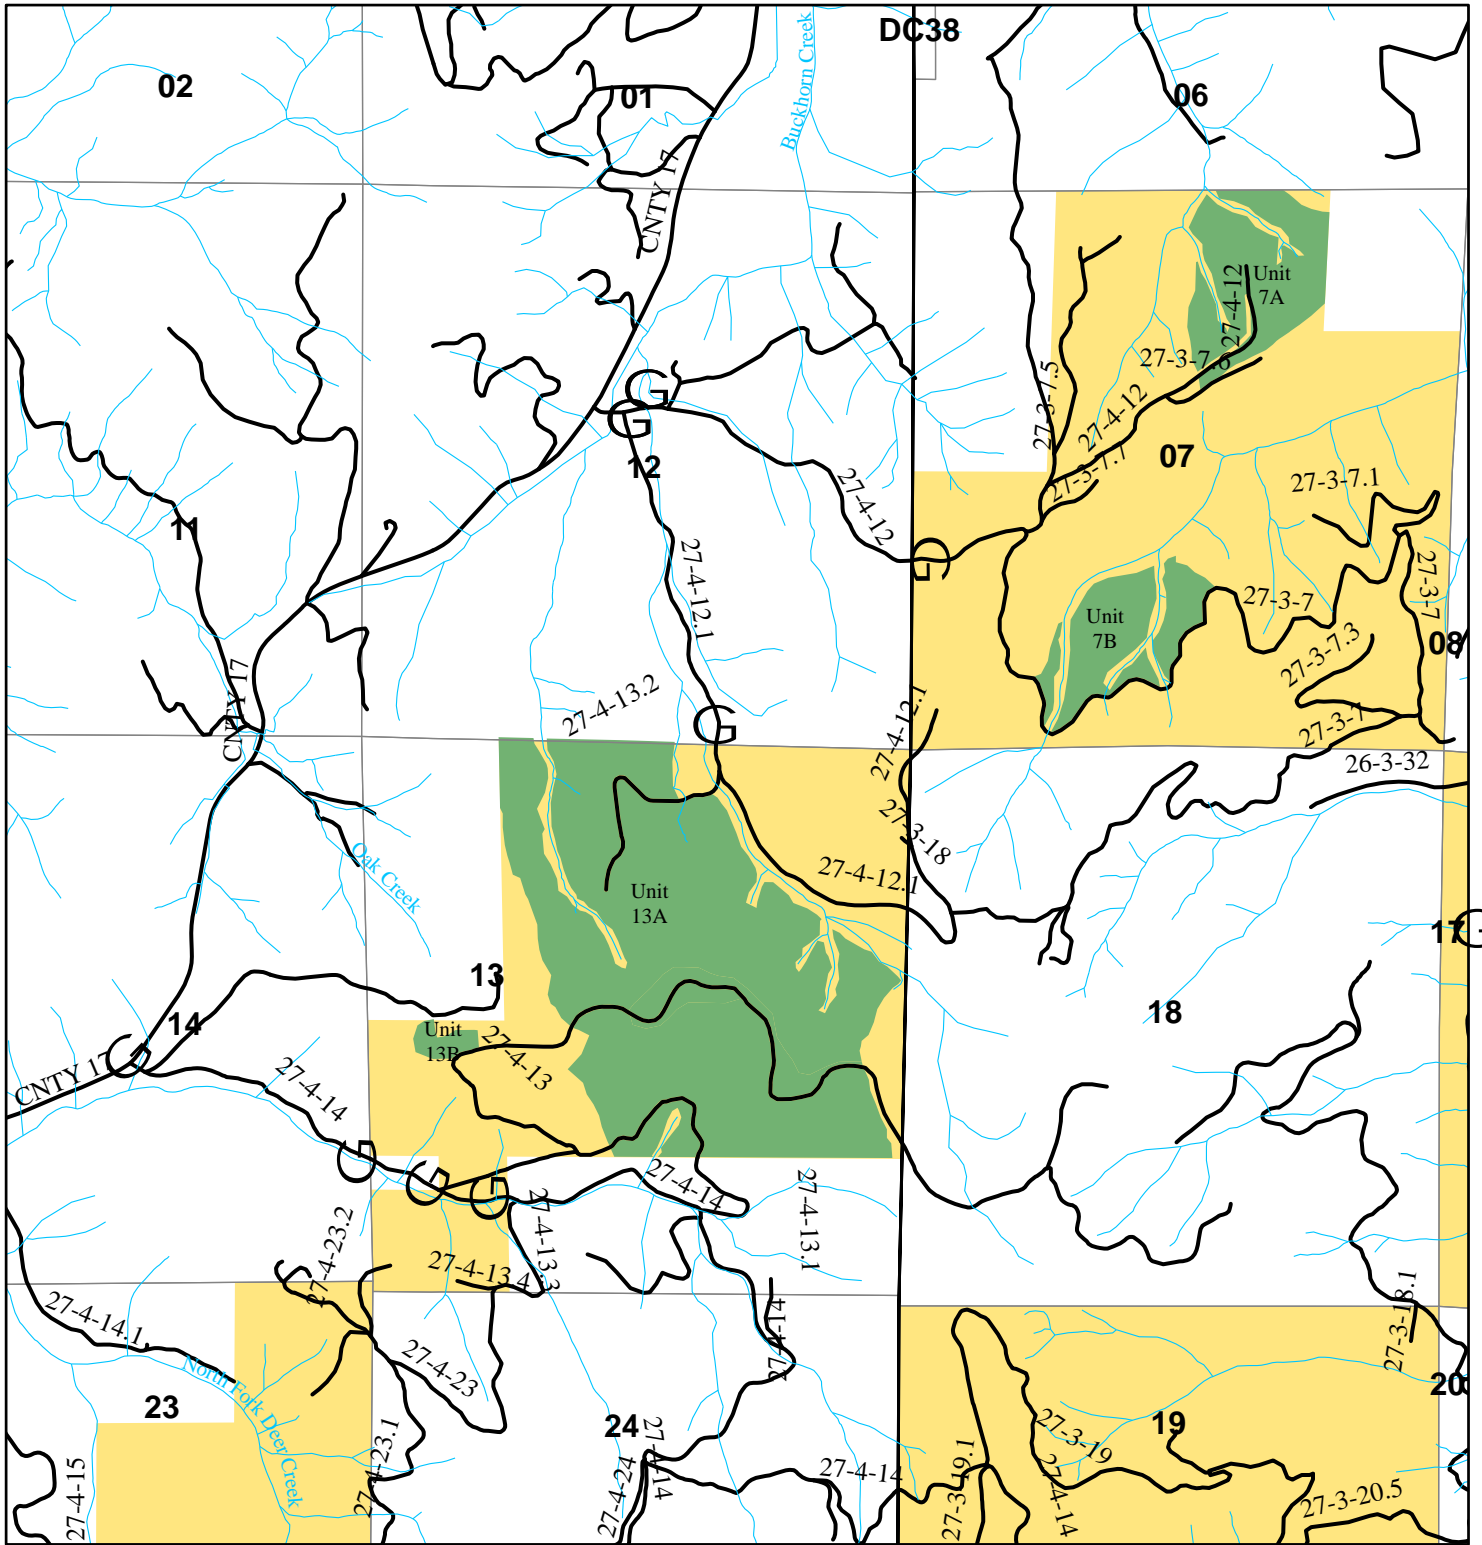 DC38
Buckhorn Creek
02
01
06
CNTY 17
Unit
7A
27-4-12
27-3-7.6
27-3-7.5
27-4-12
G
G
12
07
27-3-7.7
27-3-7.1
27-4-12
11
G
27-4-12.1
27-3-7
27-3-7
Unit
7B
08
27-3-7.3
27-4-13.2
CNTY 17
G
27-4-12.1
27-3-7
26-3-32
27-3-18
Oak Creek
27-4-12.1
Unit
13A
17
G
13
18
14
Unit
13B
27-4-13
G
CNTY 17
27-4-14
G
G
G
27-4-14
27-4-13.1
27-4-13.3
27-4-23.2
27-4-13.4
27-4-14.1
27-4-14
27-3-18.1
North Fork Deer Creek
27-4-23
23
24
19
20
27-4-23.1
27-4-14
27-3-19
27-4-15
27-4-24
27-4-14
27-3-19.1
27-4-14
27-3-20.5